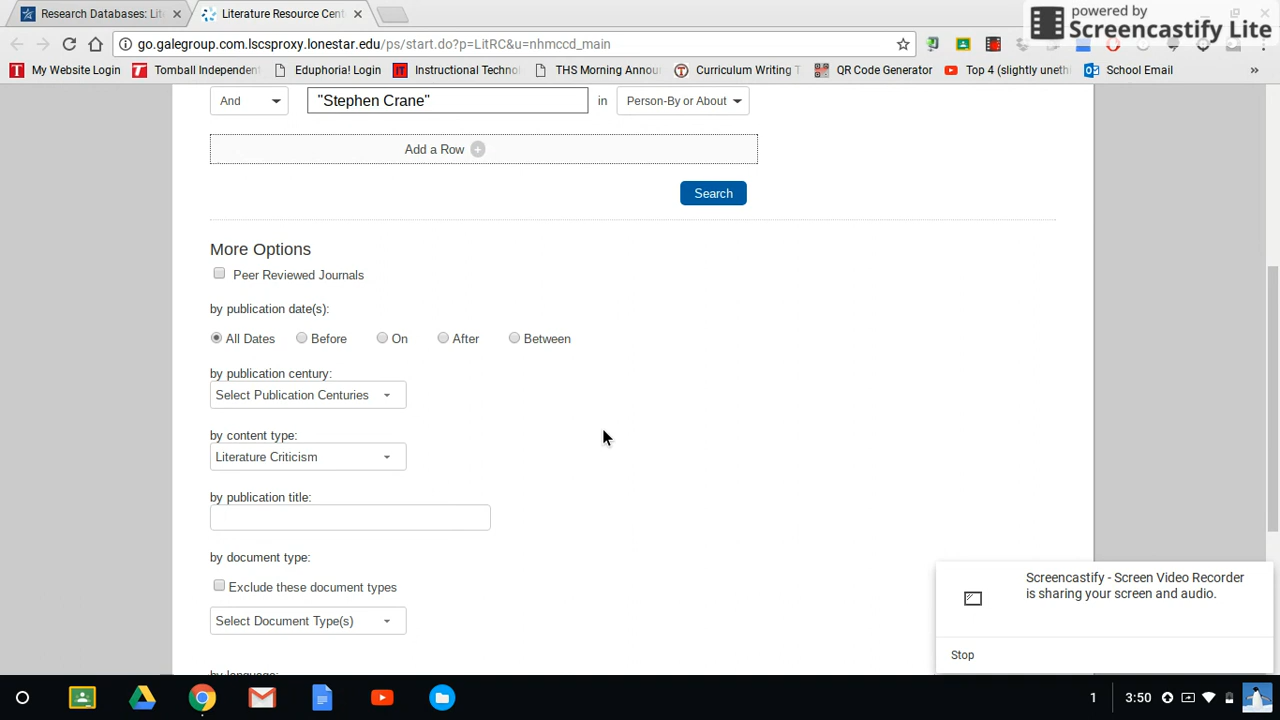 Research Databases: Lite
Literature Resource Cent
powered by
Screencastify Lite
go.galegroup.com.lscsproxy.lonestar.edu/ps/start.do?p=LitRC&u=nhmccd_main
My Website Login
Tomball Independen
Eduphoria! Login
Instructional Techno
THS Morning Annou
Curriculum Writing T
QR Code Generator
Top 4 (slightly uneth
School Email
»
And
"Stephen Crane"
in
Person-By or About
Add a Row
Search
More Options
Peer Reviewed Journals
by publication date(s):
All Dates
Before
On
After
Between
by publication century:
Select Publication Centuries
by content type:
Literature Criticism
by publication title:
by document type:
Exclude these document types
Select Document Type(s)
by language:
Screencastify - Screen Video Recorder
is sharing your screen and audio.
Stop
1
3:50